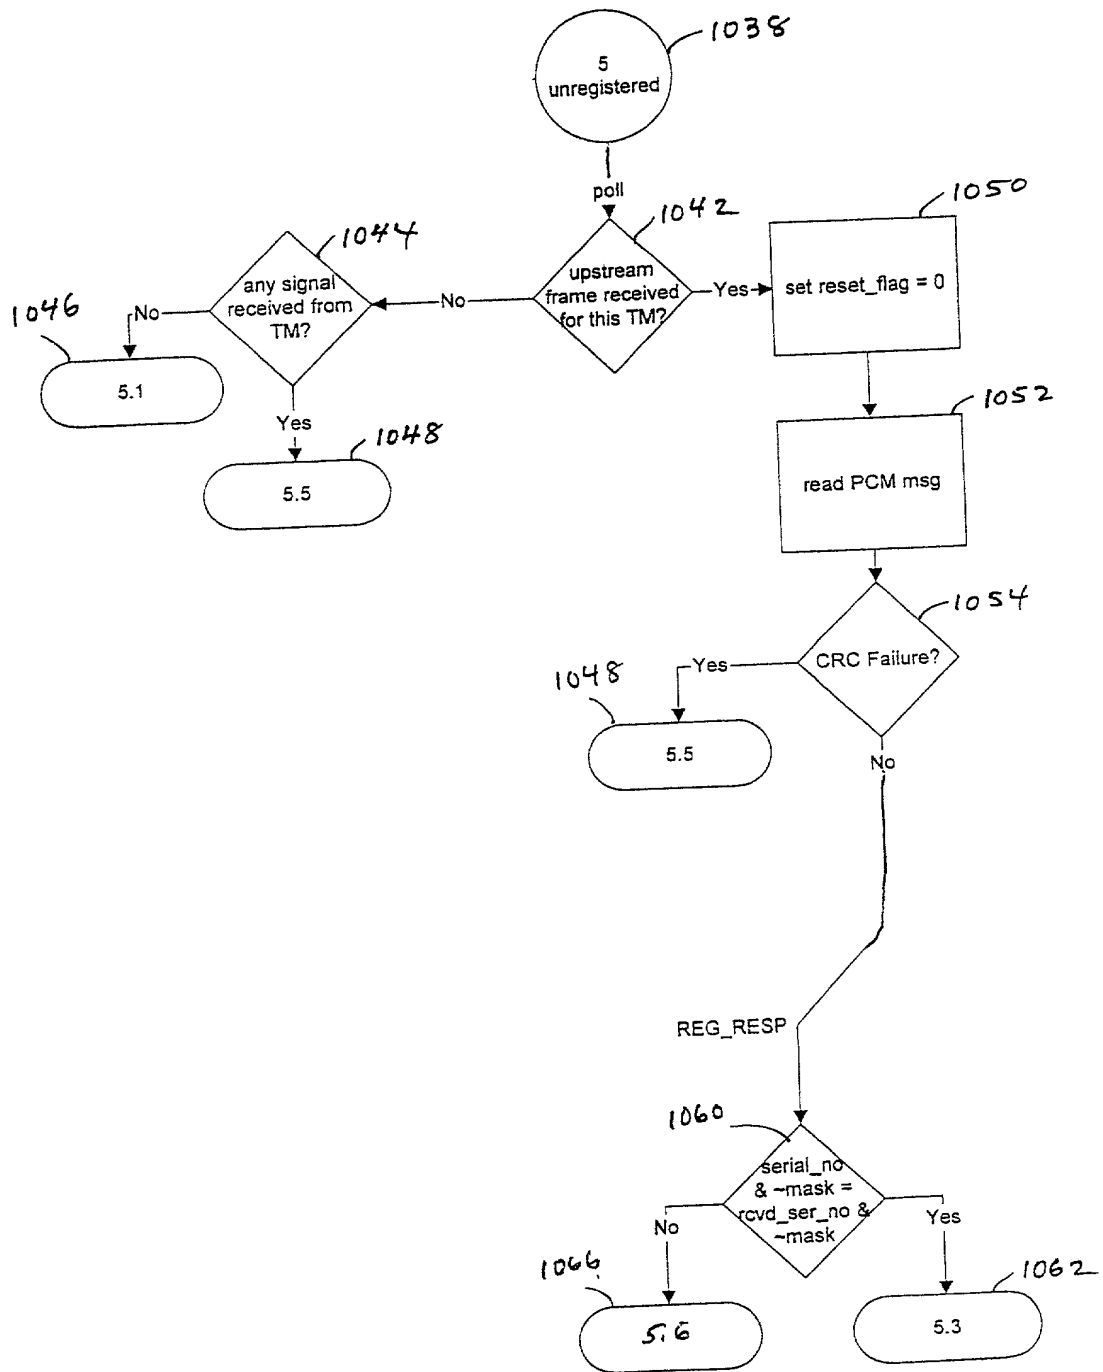 1038
5
unregistered
poll
1042
upstream
frame received
for this TM?
Yes
1050
set reset_flag = 0
No
1044
any signal
received from
TM?
No
1046
5.1
Yes
1048
5.5
1052
read PCM msg
1054
CRC Failure?
Yes
1048
5.5
No
REG_RESP
1060
serial_no
& ~mask =
rcvd_ser_no &
~mask
No
Yes
1066
5.6
1062
5.3